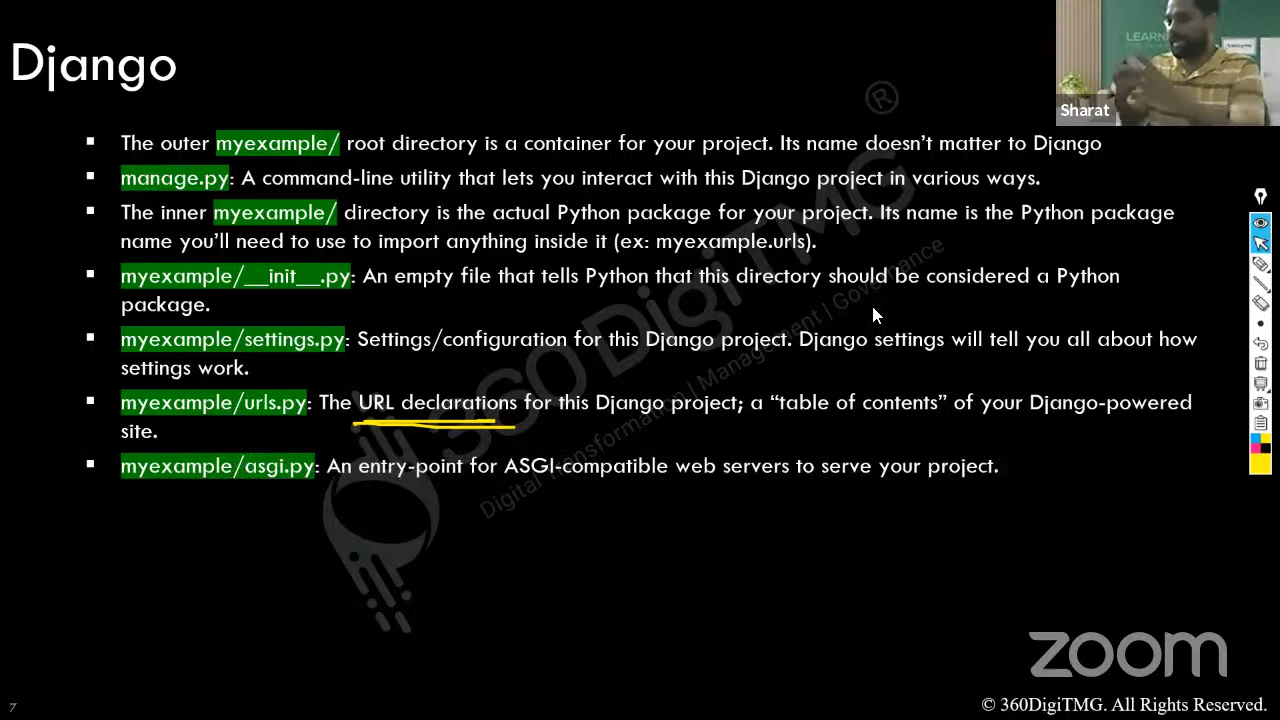 Django
LEARN
Sharat
The outer myexample/ root directory is a container for your project. Its name doesn’t matter to Django
manage.py: A command-line utility that lets you interact with this Django project in various ways.
The inner myexample/ directory is the actual Python package for your project. Its name is the Python package
name you’ll need to use to import anything inside it (ex: myexample.urls).
myexample/__init__.py: An empty file that tells Python that this directory should be considered a Python
package.
myexample/settings.py: Settings/configuration for this Django project. Django settings will tell you all about how
settings work.
myexample/urls.py: The URL declarations for this Django project; a “table of contents” of your Django-powered
site.
myexample/asgi.py: An entry-point for ASGI-compatible web servers to serve your project.
360DigiTMG ®
Digital Transformation | Management | Governance
zoom
7
© 360DigiTMG. All Rights Reserved.